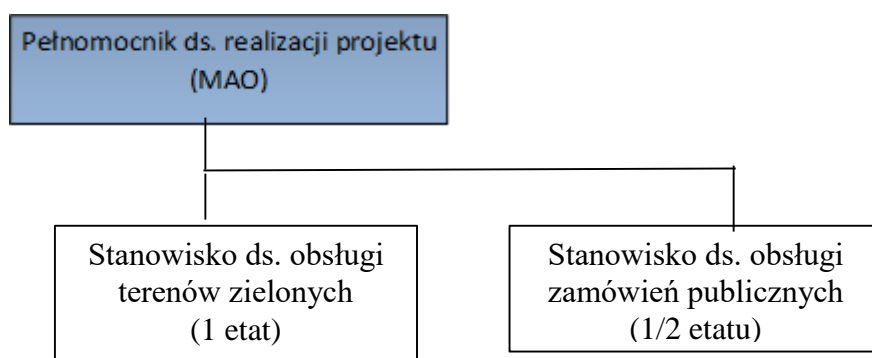 Pełnomocnik ds. realizacji projektu
(MAO)
Stanowisko ds. obsługi
terenów zielonych
(1 etat)
Stanowisko ds. obsługi
zamówień publicznych
(1/2 etatu)